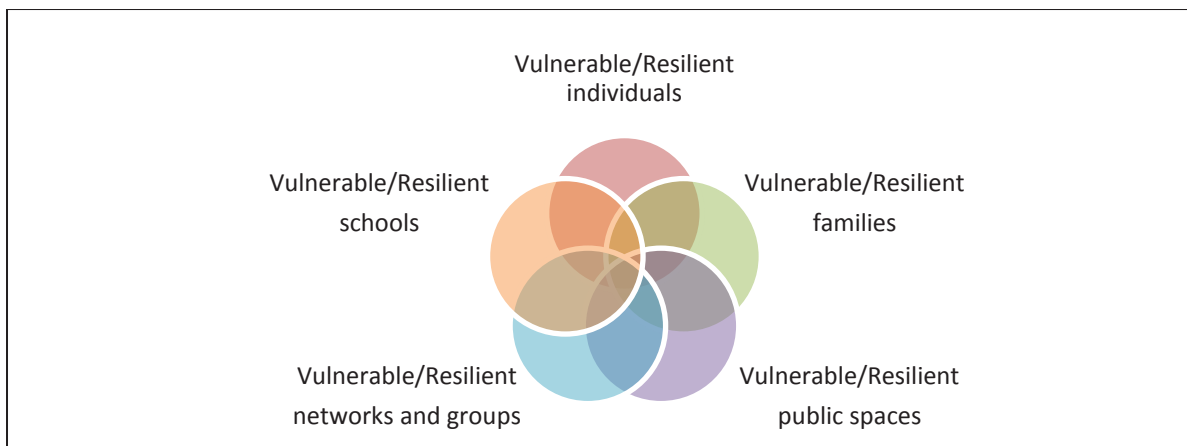 Vulnerable/Resilient
individuals
Vulnerable/Resilient
schools
Vulnerable/Resilient
families
Vulnerable/Resilient
networks and groups
Vulnerable/Resilient
public spaces